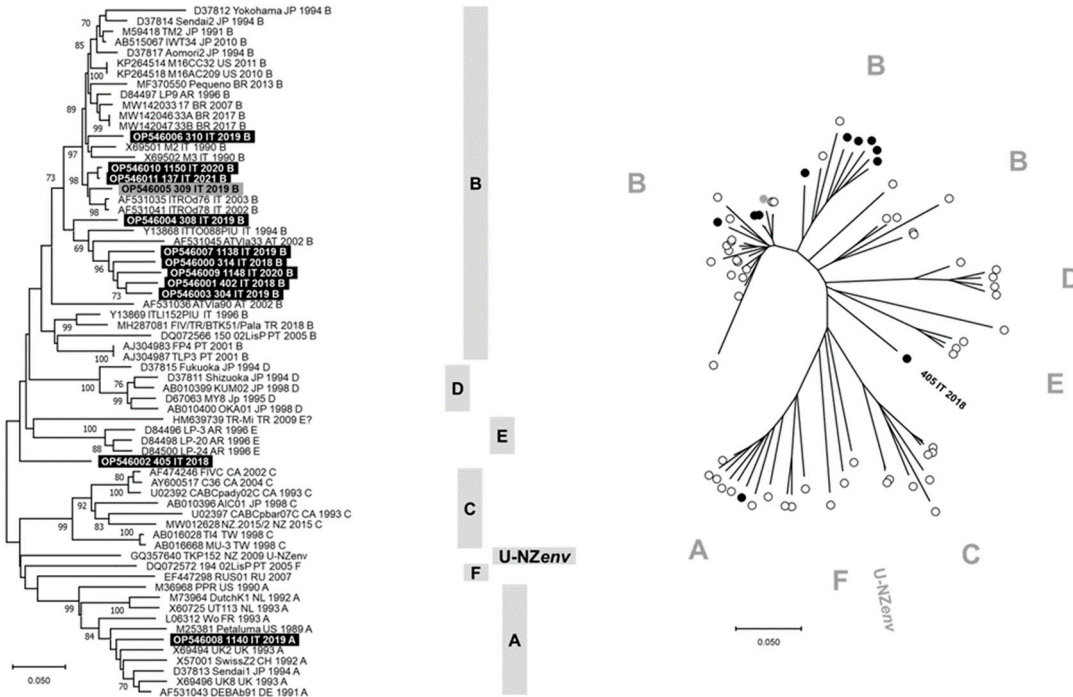 D37812 Yokohama JP 1994 B
70
D37814 Sendai2 JP 1994 B
M59418 TM2 JP 1991 B
85
AB515067 IWT34 JP 2010 B
D37817 Aomori2 JP 1994 B
KP264514 M16CC32 US 2011 B
100
KP264518 M16AC209 US 2010 B
MF370550 Pequeno BR 2013 B
D84497 LP9 AR 1996 B
89
MW142033 17 BR 2007 B
MW142046 33A BR 2017 B
99
MW142047 33B BR 2017 B
OP546006 310 IT 2019 B
X69501 M2 IT 1990 B
97
X69502 M3 IT 1990 B
OP546010 1150 IT 2020 B
73
98
OP546011 137 IT 2021 B
OP546005 309 IT 2019 B
AF531035 ITROd76 IT 2003 B
98
AF531041 ITROd78 IT 2002 B
OP546004 308 IT 2019 B
Y13868 ITTO088PIU IT 1994 B
69
AF531045 ATVla33 AT 2002 B
OP546007 1138 IT 2019 B
OP546000 314 IT 2018 B
96
OP546009 1148 IT 2020 B
OP546001 402 IT 2018 B
73
OP546003 304 IT 2019 B
AF531036 ATVla90 AT 2002 B
Y13869 ITLI152PIU IT 1996 B
99
MH287081 FIV/TR/BTK51/Pala TR 2018 B
DQ072566 150 02LisP PT 2005 B
AJ304983 FP4 PT 2001 B
100
AJ304987 TLP3 PT 2001 B
D37815 Fukuoka JP 1994 D
D37811 Shizuoka JP 1994 D
100
76
AB010399 KUM02 JP 1998 D
D67063 MY8 Jp 1995 D
99
AB010400 OKA01 JP 1998 D
HM639739 TR-Mi TR 2009 E?
100
D84496 LP-3 AR 1996 E
D84498 LP-20 AR 1996 E
88
D84500 LP-24 AR 1996 E
OP546002 405 IT 2018
AF474246 FIVC CA 2002 C
80
AY600517 C36 CA 2004 C
100
U02392 CABCpady02C CA 1993 C
92
AB010396 AIC01 JP 1998 C
U02397 CABCpbar07C CA 1993 C
99
83
MW012628 NZ.2015/2 NZ 2015 C
AB016028 TI4 TW 1998 C
100
AB016668 MU-3 TW 1998 C
GQ357640 TKP152 NZ 2009 U-NZenv
DQ072572 194 02LisP PT 2005 F
EF447298 RUS01 RU 2007
M36968 PPR US 1990 A
M73964 DutchK1 NL 1992 A
99
100
X60725 UT113 NL 1993 A
L06312 Wo FR 1993 A
M25381 Petaluma US 1989 A
84
OP546008 1140 IT 2019 A
X69494 UK2 UK 1993 A
X57001 SwissZ2 CH 1992 A
D37813 Sendai1 JP 1994 A
X69496 UK8 UK 1993 A
70
AF531043 DEBAb91 DE 1991 A
0.050
B
D
E
C
U-NZenv
F
A
B
B
B
D
E
405 IT 2018
A
C
F
U-NZenv
0.050